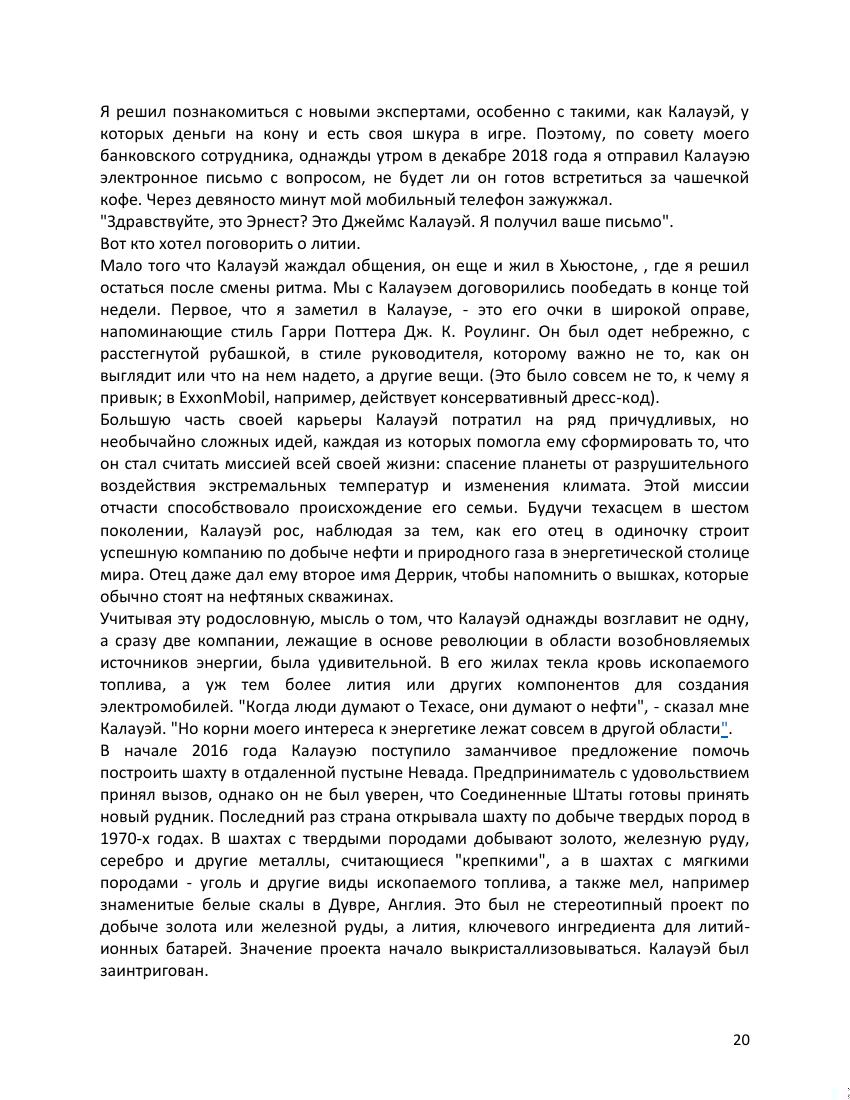 Я решил познакомиться с новыми экспертами, особенно с такими, как Калауэй, у
которых деньги на кону и есть своя шкура в игре. Поэтому, по совету моего
банковского сотрудника, однажды утром в декабре 2018 года я отправил Калауэю
электронное письмо с вопросом, не будет ли он готов встретиться за чашечкой
кофе. Через девяносто минут мой мобильный телефон зажужжал.
"Здравствуйте, это Эрнест? Это Джеймс Калауэй. Я получил ваше письмо".
Вот кто хотел поговорить о литии.
Мало того что Калауэй жаждал общения, он еще и жил в Хьюстоне, , где я решил
остаться после смены ритма. Мы с Калауэем договорились пообедать в конце той
недели. Первое, что я заметил в Калауэе, - это его очки в широкой оправе,
напоминающие стиль Гарри Поттера Дж. К. Роулинг. Он был одет небрежно, с
расстегнутой рубашкой, в стиле руководителя, которому важно не то, как он
выглядит или что на нем надето, а другие вещи. (Это было совсем не то, к чему я
привык; в ExxonMobil, например, действует консервативный дресс-код).
Большую часть своей карьеры Калауэй потратил на ряд причудливых, но
необычайно сложных идей, каждая из которых помогла ему сформировать то, что
он стал считать миссией всей своей жизни: спасение планеты от разрушительного
воздействия экстремальных температур и изменения климата. Этой миссии
отчасти способствовало происхождение его семьи. Будучи техасцем в шестом
поколении, Калауэй рос, наблюдая за тем, как его отец в одиночку строит
успешную компанию по добыче нефти и природного газа в энергетической столице
мира. Отец даже дал ему второе имя Деррик, чтобы напомнить о вышках, которые
обычно стоят на нефтяных скважинах.
Учитывая эту родословную, мысль о том, что Калауэй однажды возглавит не одну,
а сразу две компании, лежащие в основе революции в области возобновляемых
источников энергии, была удивительной. В его жилах текла кровь ископаемого
топлива, а уж тем более лития или других компонентов для создания
электромобилей. "Когда люди думают о Техасе, они думают о нефти", - сказал мне
Калауэй. "Но корни моего интереса к энергетике лежат совсем в другой области".
В начале 2016 года Калауэю поступило заманчивое предложение помочь
построить шахту в отдаленной пустыне Невада. Предприниматель с удовольствием
принял вызов, однако он не был уверен, что Соединенные Штаты готовы принять
новый рудник. Последний раз страна открывала шахту по добыче твердых пород в
1970-х годах. В шахтах с твердыми породами добывают золото, железную руду,
серебро и другие металлы, считающиеся "крепкими", а в шахтах с мягкими
породами - уголь и другие виды ископаемого топлива, а также мел, например
знаменитые белые скалы в Дувре, Англия. Это был не стереотипный проект по
добыче золота или железной руды, а лития, ключевого ингредиента для литий-
ионных батарей. Значение проекта начало выкристаллизовываться. Калауэй был
заинтригован.
20